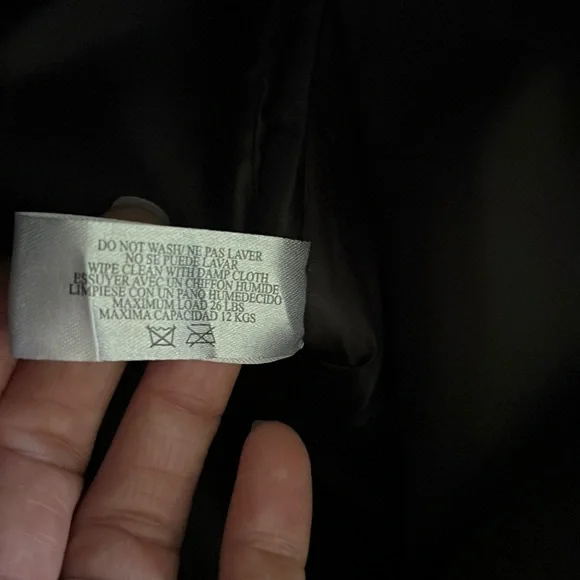 DO NOT WASH/NE PAS LAVER
NO SE PUEDE LAVAR
WIPE CLEAN WITH DAMP CLOTH
ESSUYER AVEC UN CHIFFON HUMIDE
LIMPIESE CON UN PANO HUMEDECIDO
MAXIMUM LOAD 26 LBS
MÁXIMA CAPACIDAD 12 KGS